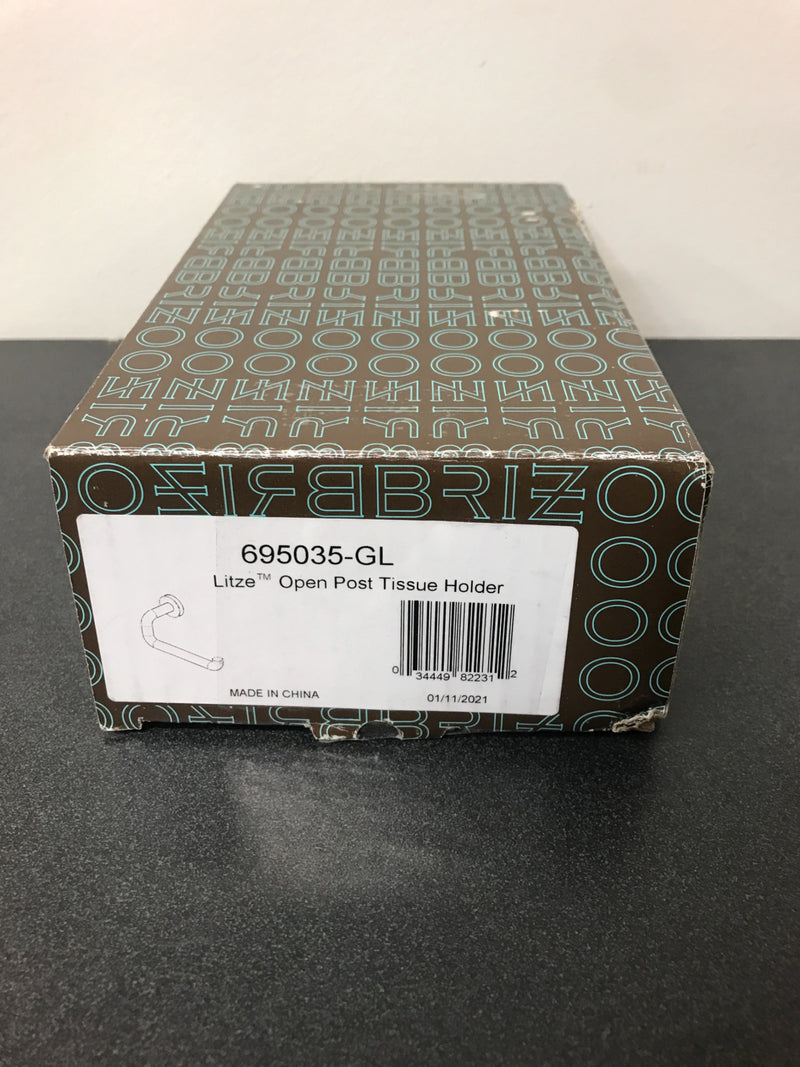 BRIZO
695035-GL
Litze™ Open Post Tissue Holder
0 34449 82231 2
MADE IN CHINA
01/11/2021